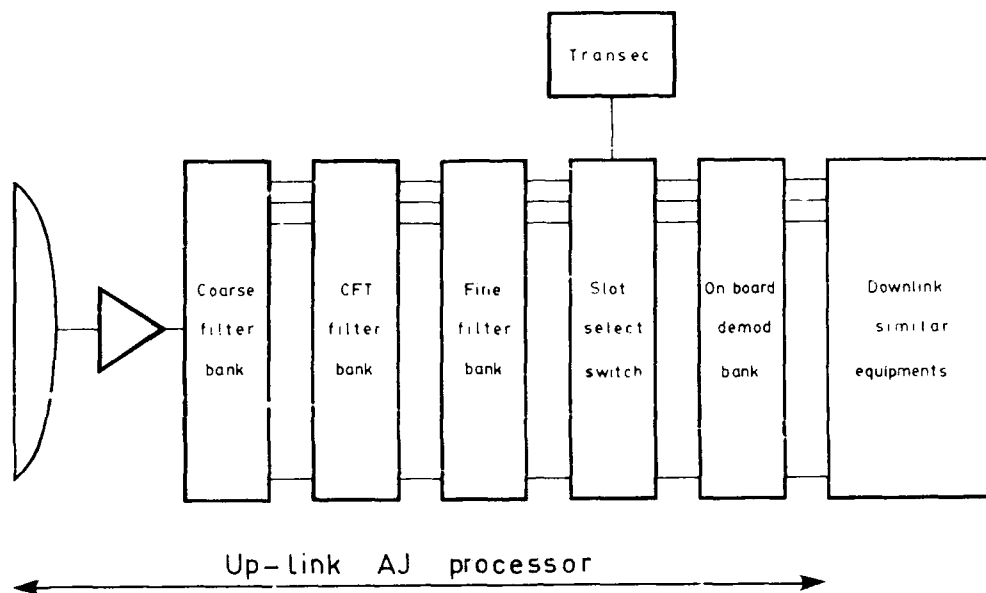 Transec
Coarse
filter
bank
CFT
filter
bank
Fine
filter
bank
Slot
select
switch
On board
demod
bank
Downlink
similar
equipments
Up-link AJ processor